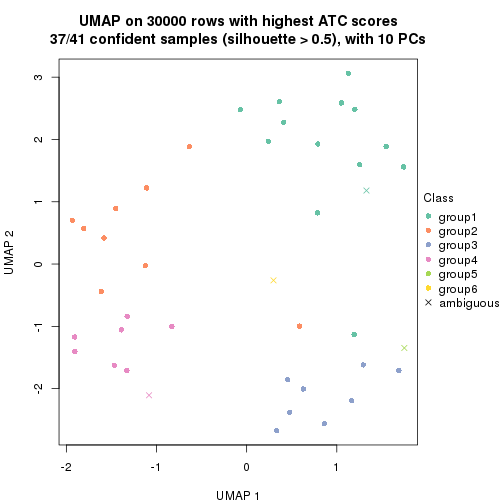 UMAP on 30000 rows with highest ATC scores
37/41 confident samples (silhouette > 0.5), with 10 PCs
3
2
1
0
-1
-2
UMAP 2
-2
-1
0
1
UMAP 1
Class
group1
group2
group3
group4
group5
group6
ambiguous